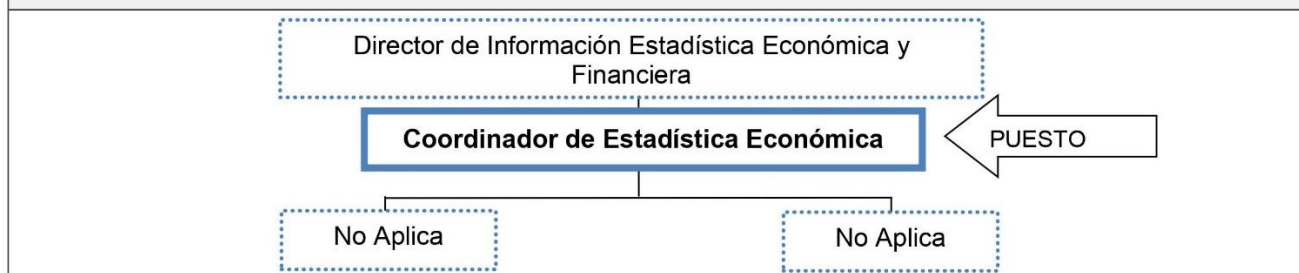 Director de Información Estadística Económica y
Financiera
Coordinador de Estadística Económica
PUESTO
No Aplica
No Aplica